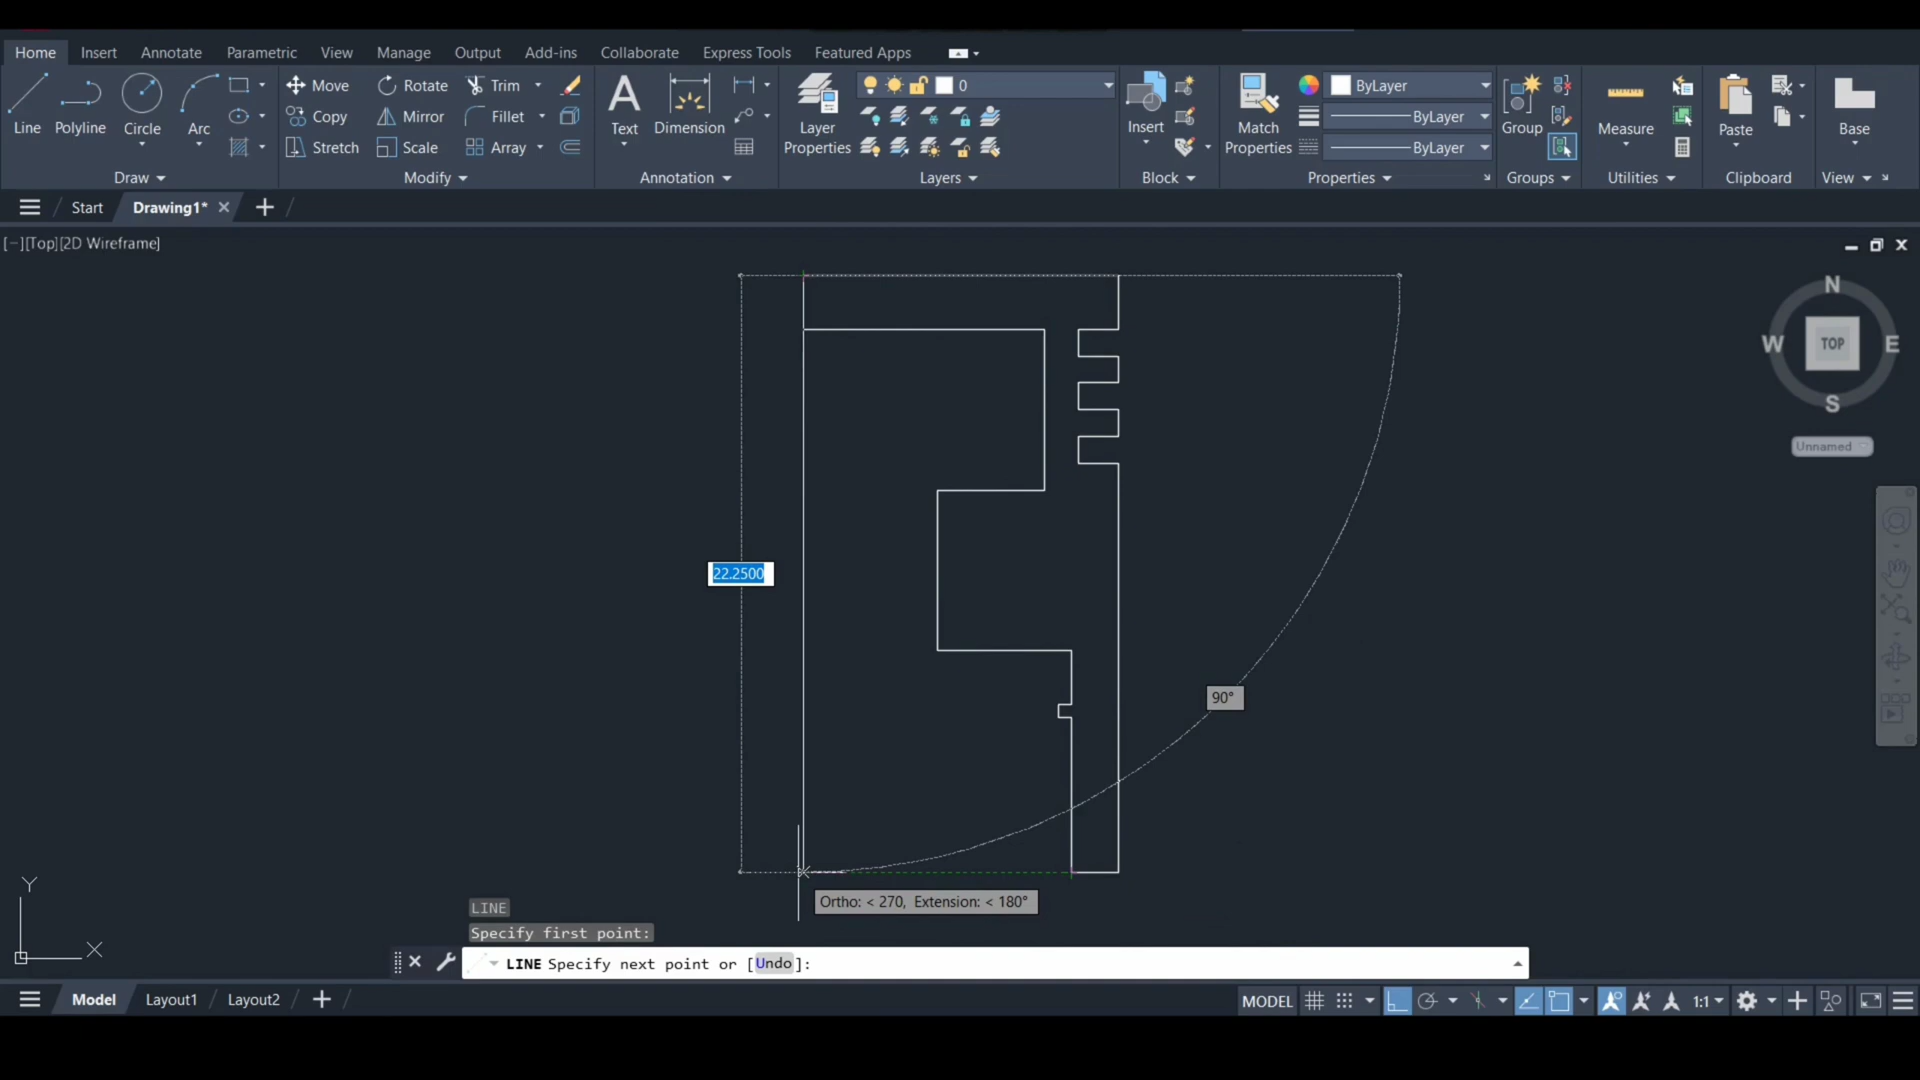 Home Insert Annotate Parametric View Manage Output Add-ins Collaborate Express Tools Featured Apps
Line Polyline Circle Arc
Move Rotate Trim
Copy Mirror Fillet
Stretch Scale Array
Text Dimension
Layer Properties
0
Insert
Match Properties
ByLayer
ByLayer
ByLayer
Group
Measure
Paste
Base
Draw Modify Annotation Layers Block Properties Groups Utilities Clipboard View
Start Drawing1* +
[−][Top][2D Wireframe]
N
W TOP E
S
Unnamed
22.2500
90°
Ortho: < 270, Extension: < 180°
Y
X
LINE
Specify first point:
LINE Specify next point or [Undo]:
Model Layout1 Layout2 +
MODEL 1:1